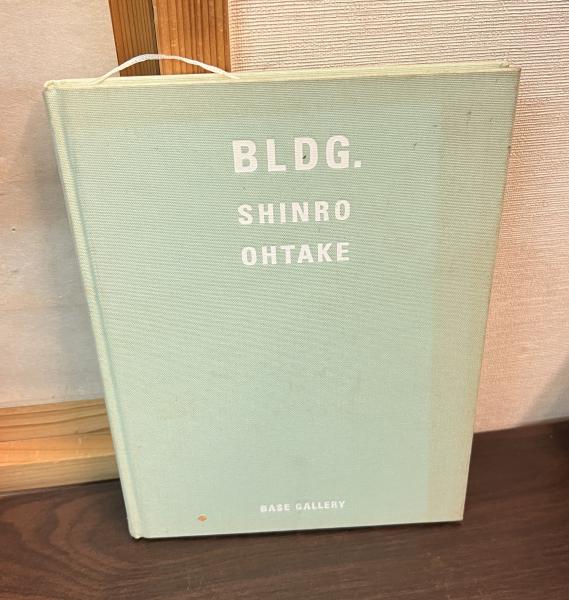 BLDG.
SHINRO
OHTAKE
BASE GALLERY